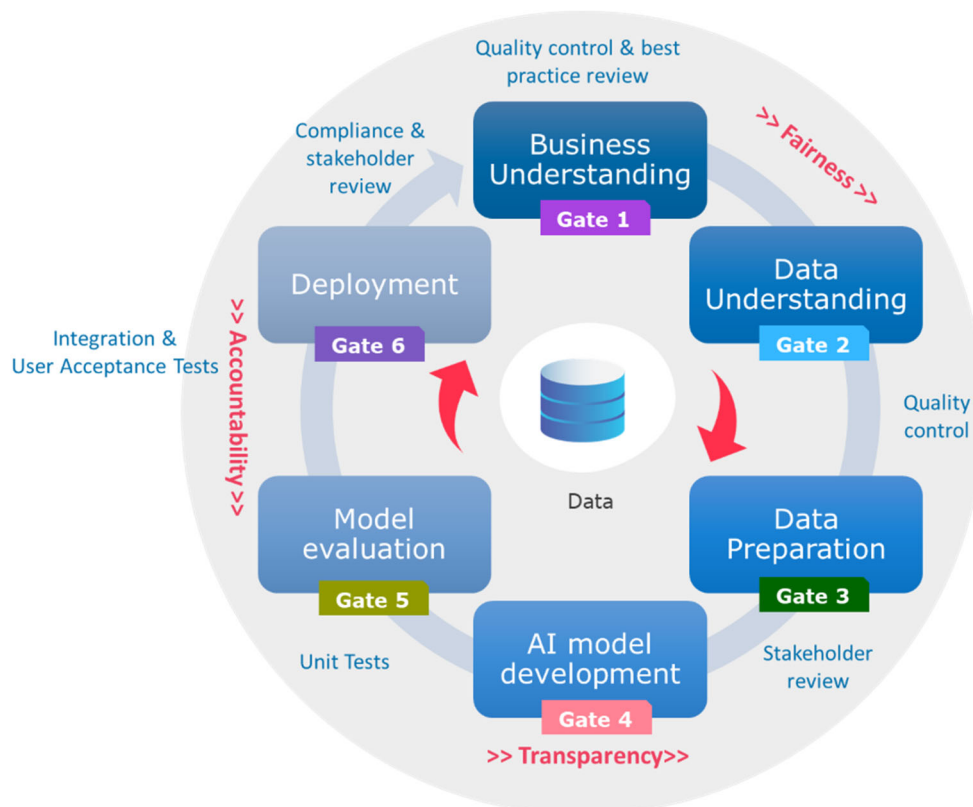 Quality control & best
practice review
Compliance &
stakeholder
review
>> Fairness >>
Business
Understanding
Gate 1
Deployment
Gate 6
Data
Understanding
Gate 2
Integration &
User Acceptance Tests
>> Accountability >>
Quality
control
Data
Model
evaluation
Gate 5
Data
Preparation
Gate 3
AI model
development
Gate 4
Unit Tests
Stakeholder
review
>> Transparency>>